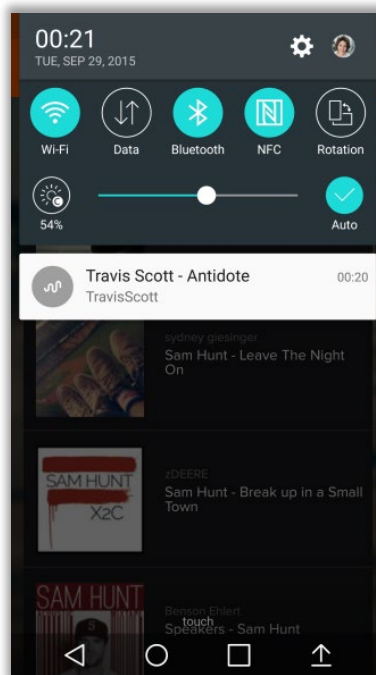 00:21
TUE, SEP 29, 2015
Wi-Fi
Data
Bluetooth
NFC
Rotation
54%
Auto
Travis Scott - Antidote
00:20
TravisScott
sydney giesinger
Sam Hunt - Leave The Night
On
SAM HUNT
X2C
zDEERE
Sam Hunt - Break up in a Small
Town
SAM HUNT
Benson Ehlert
touch
Speakers - Sam Hunt